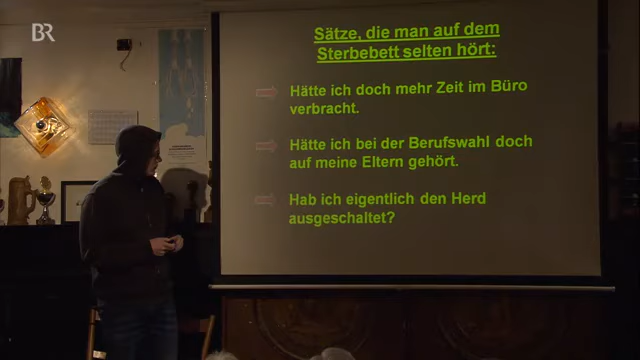 BR
Sätze, die man auf dem
Sterbebett selten hört:
Hätte ich doch mehr Zeit im Büro
verbracht.
Hätte ich bei der Berufswahl doch
auf meine Eltern gehört.
Hab ich eigentlich den Herd
ausgeschaltet?